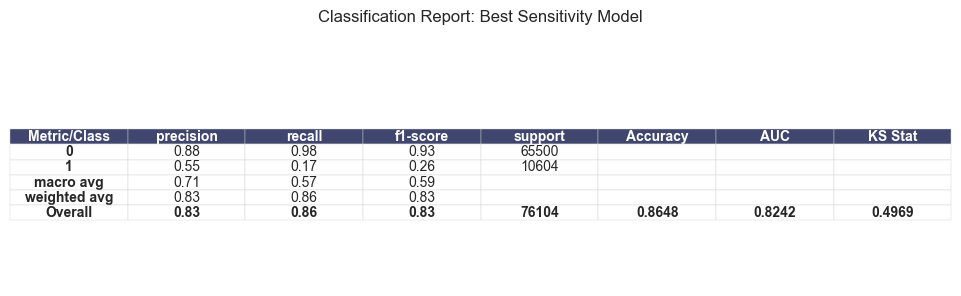 Classification Report: Best Sensitivity Model
Metric/Class precision recall f1-score support Accuracy AUC KS Stat
0 0.88 0.98 0.93 65500
1 0.55 0.17 0.26 10604
macro avg 0.71 0.57 0.59
weighted avg 0.83 0.86 0.83
Overall 0.83 0.86 0.83 76104 0.8648 0.8242 0.4969